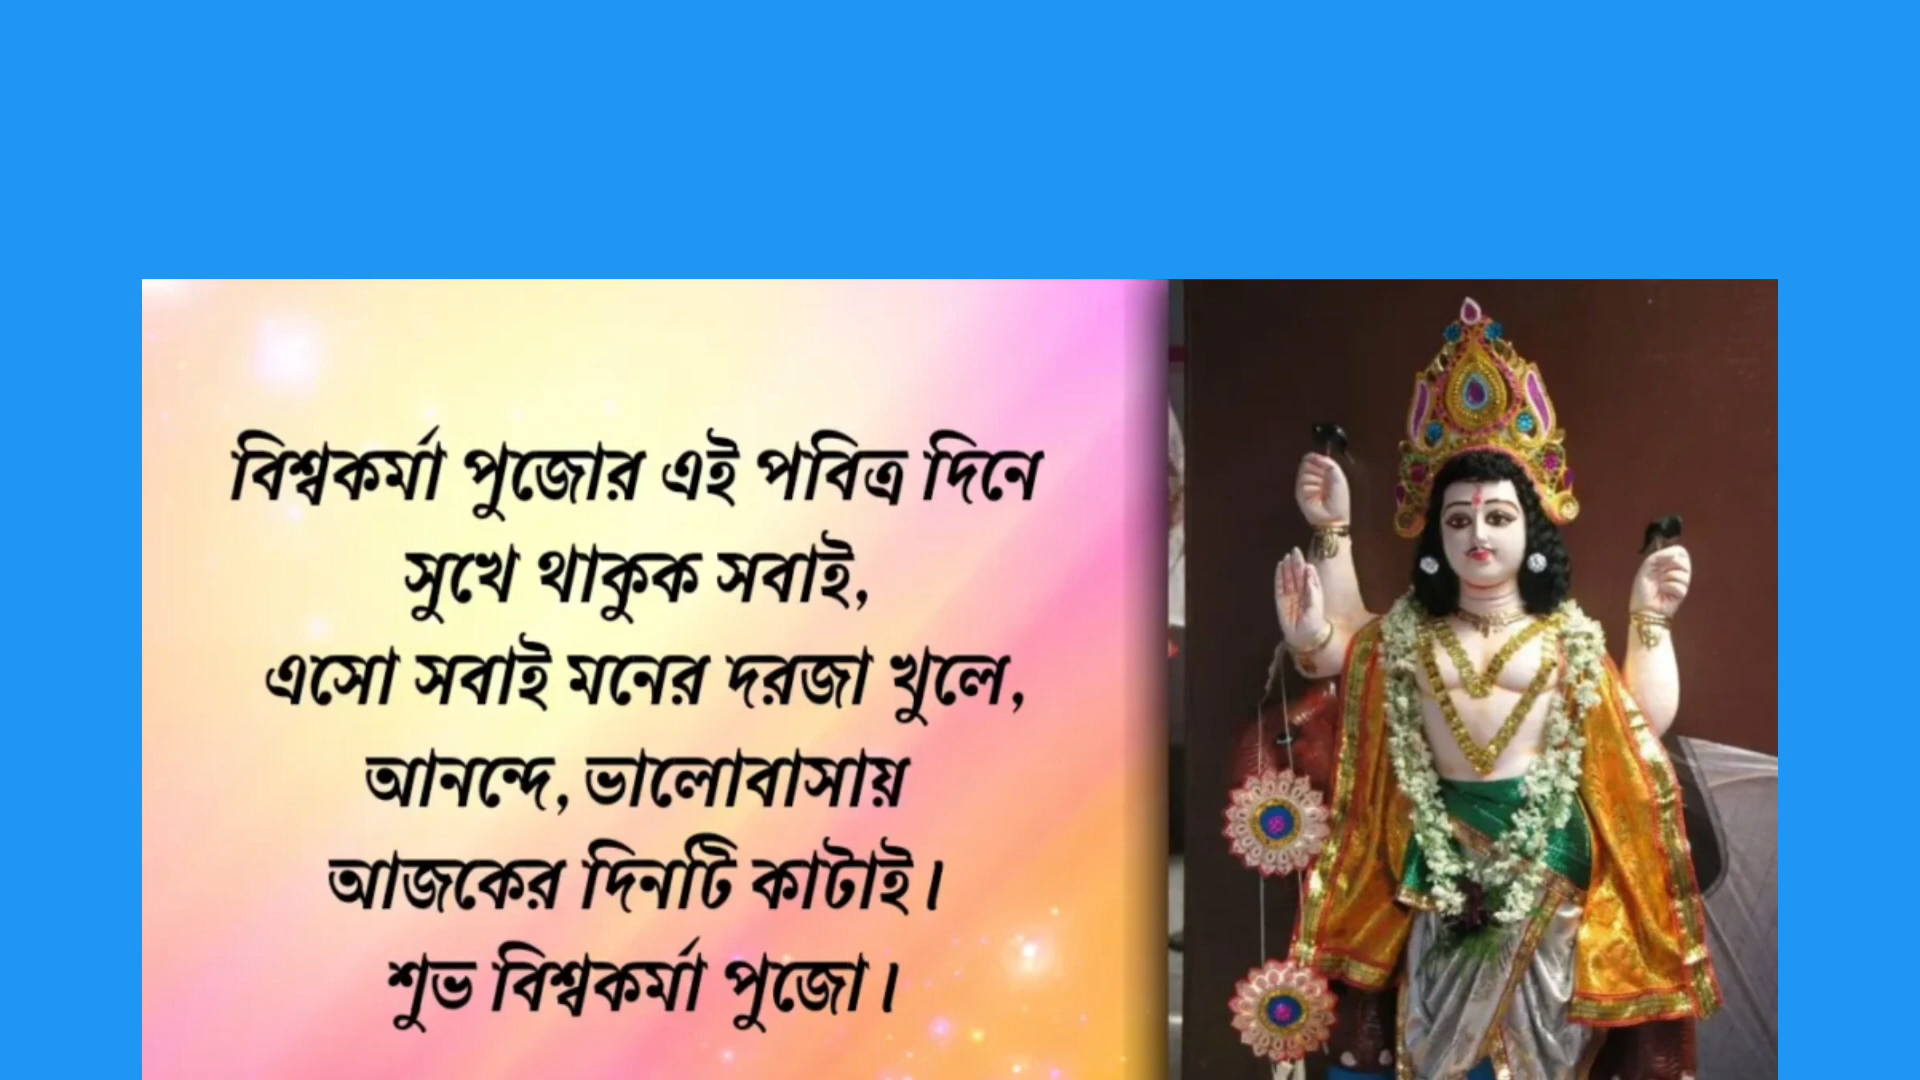 বিশ্বকর্মা পুজোর এই পবিত্র দিনে
সুখে থাকুক সবাই,
এসো সবাই মনের দরজা খুলে,
আনন্দে, ভালোবাসায়
আজকের দিনটি কাটাই।
শুভ বিশ্বকর্মা পুজো।